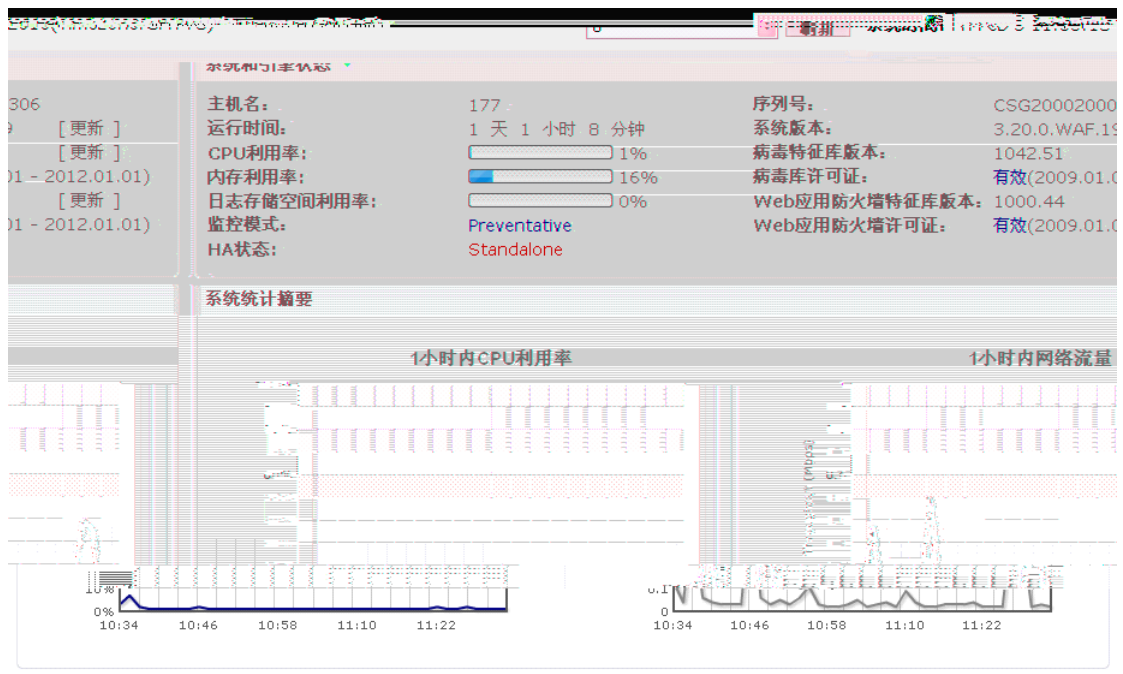 系统和引擎状态
306
[ 更新 ]
[ 更新 ]
01 - 2012.01.01)
[ 更新 ]
01 - 2012.01.01)
主机名: 177 序列号: CSG20002000
运行时间: 1 天 1 小时 8 分钟 系统版本: 3.20.0.WAF.19
CPU利用率: 1% 病毒特征库版本: 1042.51
内存利用率: 16% 病毒库许可证: 有效(2009.01.0
日志存储空间利用率: 0% Web应用防火墙特征库版本: 1000.44
监控模式: Preventative Web应用防火墙许可证: 有效(2009.01.0
HA状态: Standalone
系统统计摘要
1小时内CPU利用率 1小时内网络流量
0% 0
10:34 10:46 10:58 11:10 11:22 10:34 10:46 10:58 11:10 11:22